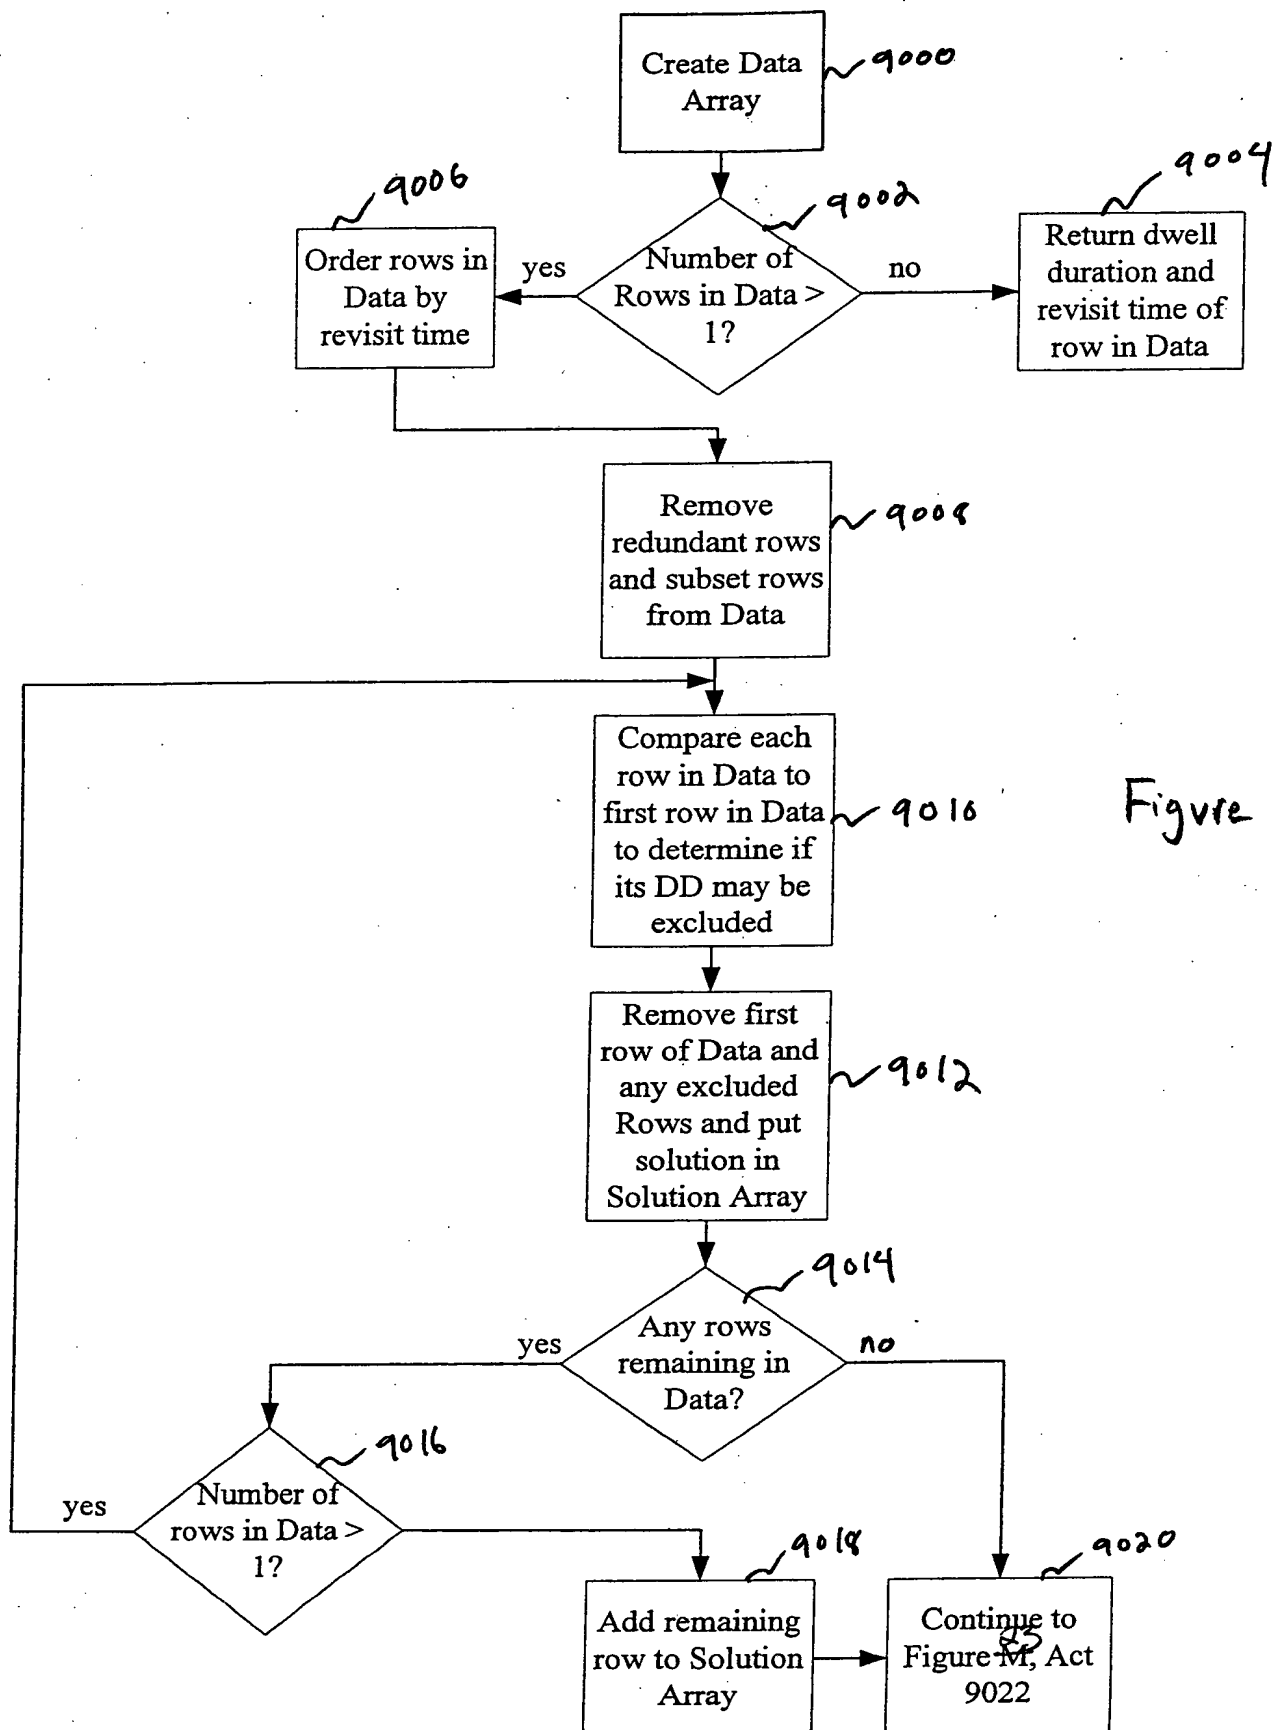 Create Data
Array
9000
9006
9002
9004
Order rows in
Data by
revisit time
yes
Number of
Rows in Data >
1?
no
Return dwell
duration and
revisit time of
row in Data
Remove
redundant rows
and subset rows
from Data
9008
Compare each
row in Data to
first row in Data
to determine if
its DD may be
excluded
9010
Figure
Remove first
row of Data and
any excluded
Rows and put
solution in
Solution Array
9012
9014
yes
Any rows
remaining in
Data?
no
9016
yes
Number of
rows in Data >
1?
9018
9020
Add remaining
row to Solution
Array
Continue to
23
Figure M, Act
9022